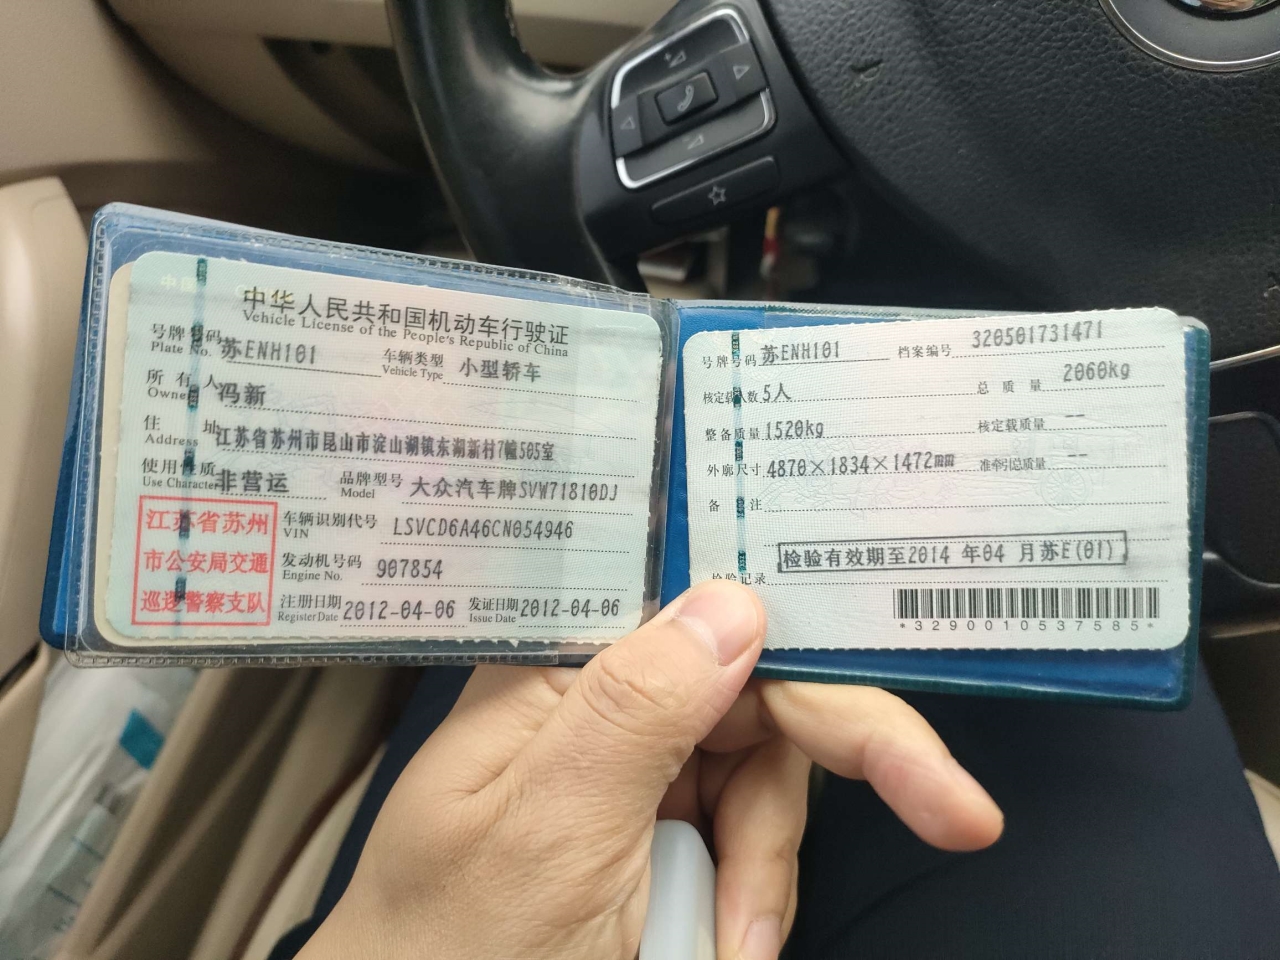 中华人民共和国机动车行驶证
Vehicle License of the People's Republic of China
号牌号码 苏ENH101 车辆类型 小型轿车
Plate No. Vehicle Type
所有人 冯新
Owner
住址 江苏省苏州市昆山市淀山湖镇东湖新村7幢505室
Address
使用性质 非营运 品牌型号 大众汽车牌SVW71810DJ
Use Character Model
江苏省苏州
市公安局交通
巡逻警察支队
车辆识别代号 LSVCD6A46CN054946
VIN
发动机号码 907854
Engine No.
注册日期 2012-04-06 发证日期 2012-04-06
Register Date Issue Date
号牌号码 苏ENH101 档案编号 320501731471
核定载人数 5人 总质量 2060kg
整备质量 1520kg 核定载质量 --
外廓尺寸 4870×1834×1472mm 准牵引总质量 --
备注
检验有效期至2014 年04 月苏E(01)
检验记录
*3290010537585*